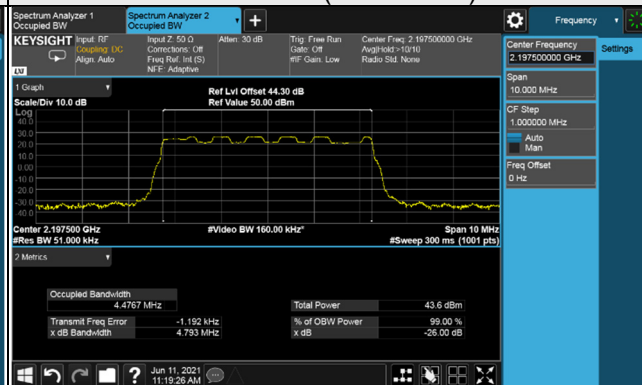 Spectrum Analyzer 1
Occupied BW
Spectrum Analyzer 2
Occupied BW
Frequency
KEYSIGHT
Input: RF
Coupling: DC
Align: Auto
Input Z: 50 Ω
Corrections: Off
Freq Ref: Int (S)
NFE: Adaptive
Atten: 30 dB
Trig: Free Run
Gate: Off
#IF Gain: Low
Center Freq: 2.197500000 GHz
Avg|Hold:>10/10
Radio Std: None
LXI
1 Graph
Scale/Div 10.0 dB
Ref Lvl Offset 44.30 dB
Ref Value 50.00 dBm
Log
40.0
30.0
20.0
10.0
0.00
-10.0
-20.0
-30.0
-40.0
Center 2.197500 GHz
#Res BW 51.000 kHz
#Video BW 160.00 kHz*
Span 10 MHz
#Sweep 300 ms (1001 pts)
2 Metrics
Occupied Bandwidth
4.4767 MHz
Transmit Freq Error
-1.192 kHz
x dB Bandwidth
4.793 MHz
Total Power
43.6 dBm
% of OBW Power
99.00 %
x dB
-26.00 dB
Center Frequency
2.197500000 GHz
Settings
Span
10.000 MHz
CF Step
1.000000 MHz
Auto
Man
Freq Offset
0 Hz
Jun 11, 2021
11:19:26 AM